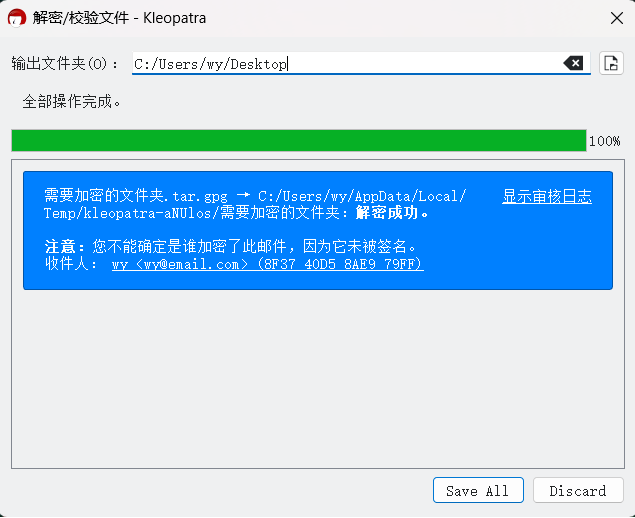 解密/校验文件 - Kleopatra
输出文件夹(O)： C:/Users/wy/Desktop
全部操作完成。
100%
需要加密的文件夹.tar.gpg → C:/Users/wy/AppData/Local/ 显示审核日志
Temp/kleopatra-aNUlos/需要加密的文件夹：解密成功。
注意：您不能确定是谁加密了此邮件，因为它未被签名。
收件人： wy <wy@email.com> (8F37 40D5 8AE9 79FF)
Save All Discard